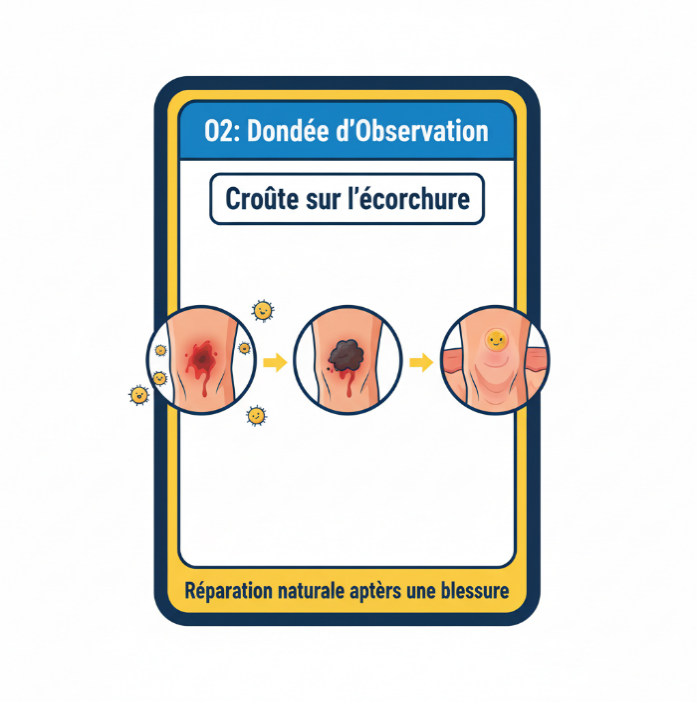 02: Dondée d'Observation
Croûte sur l'écorchure
Réparation naturale aptèrs une blessure